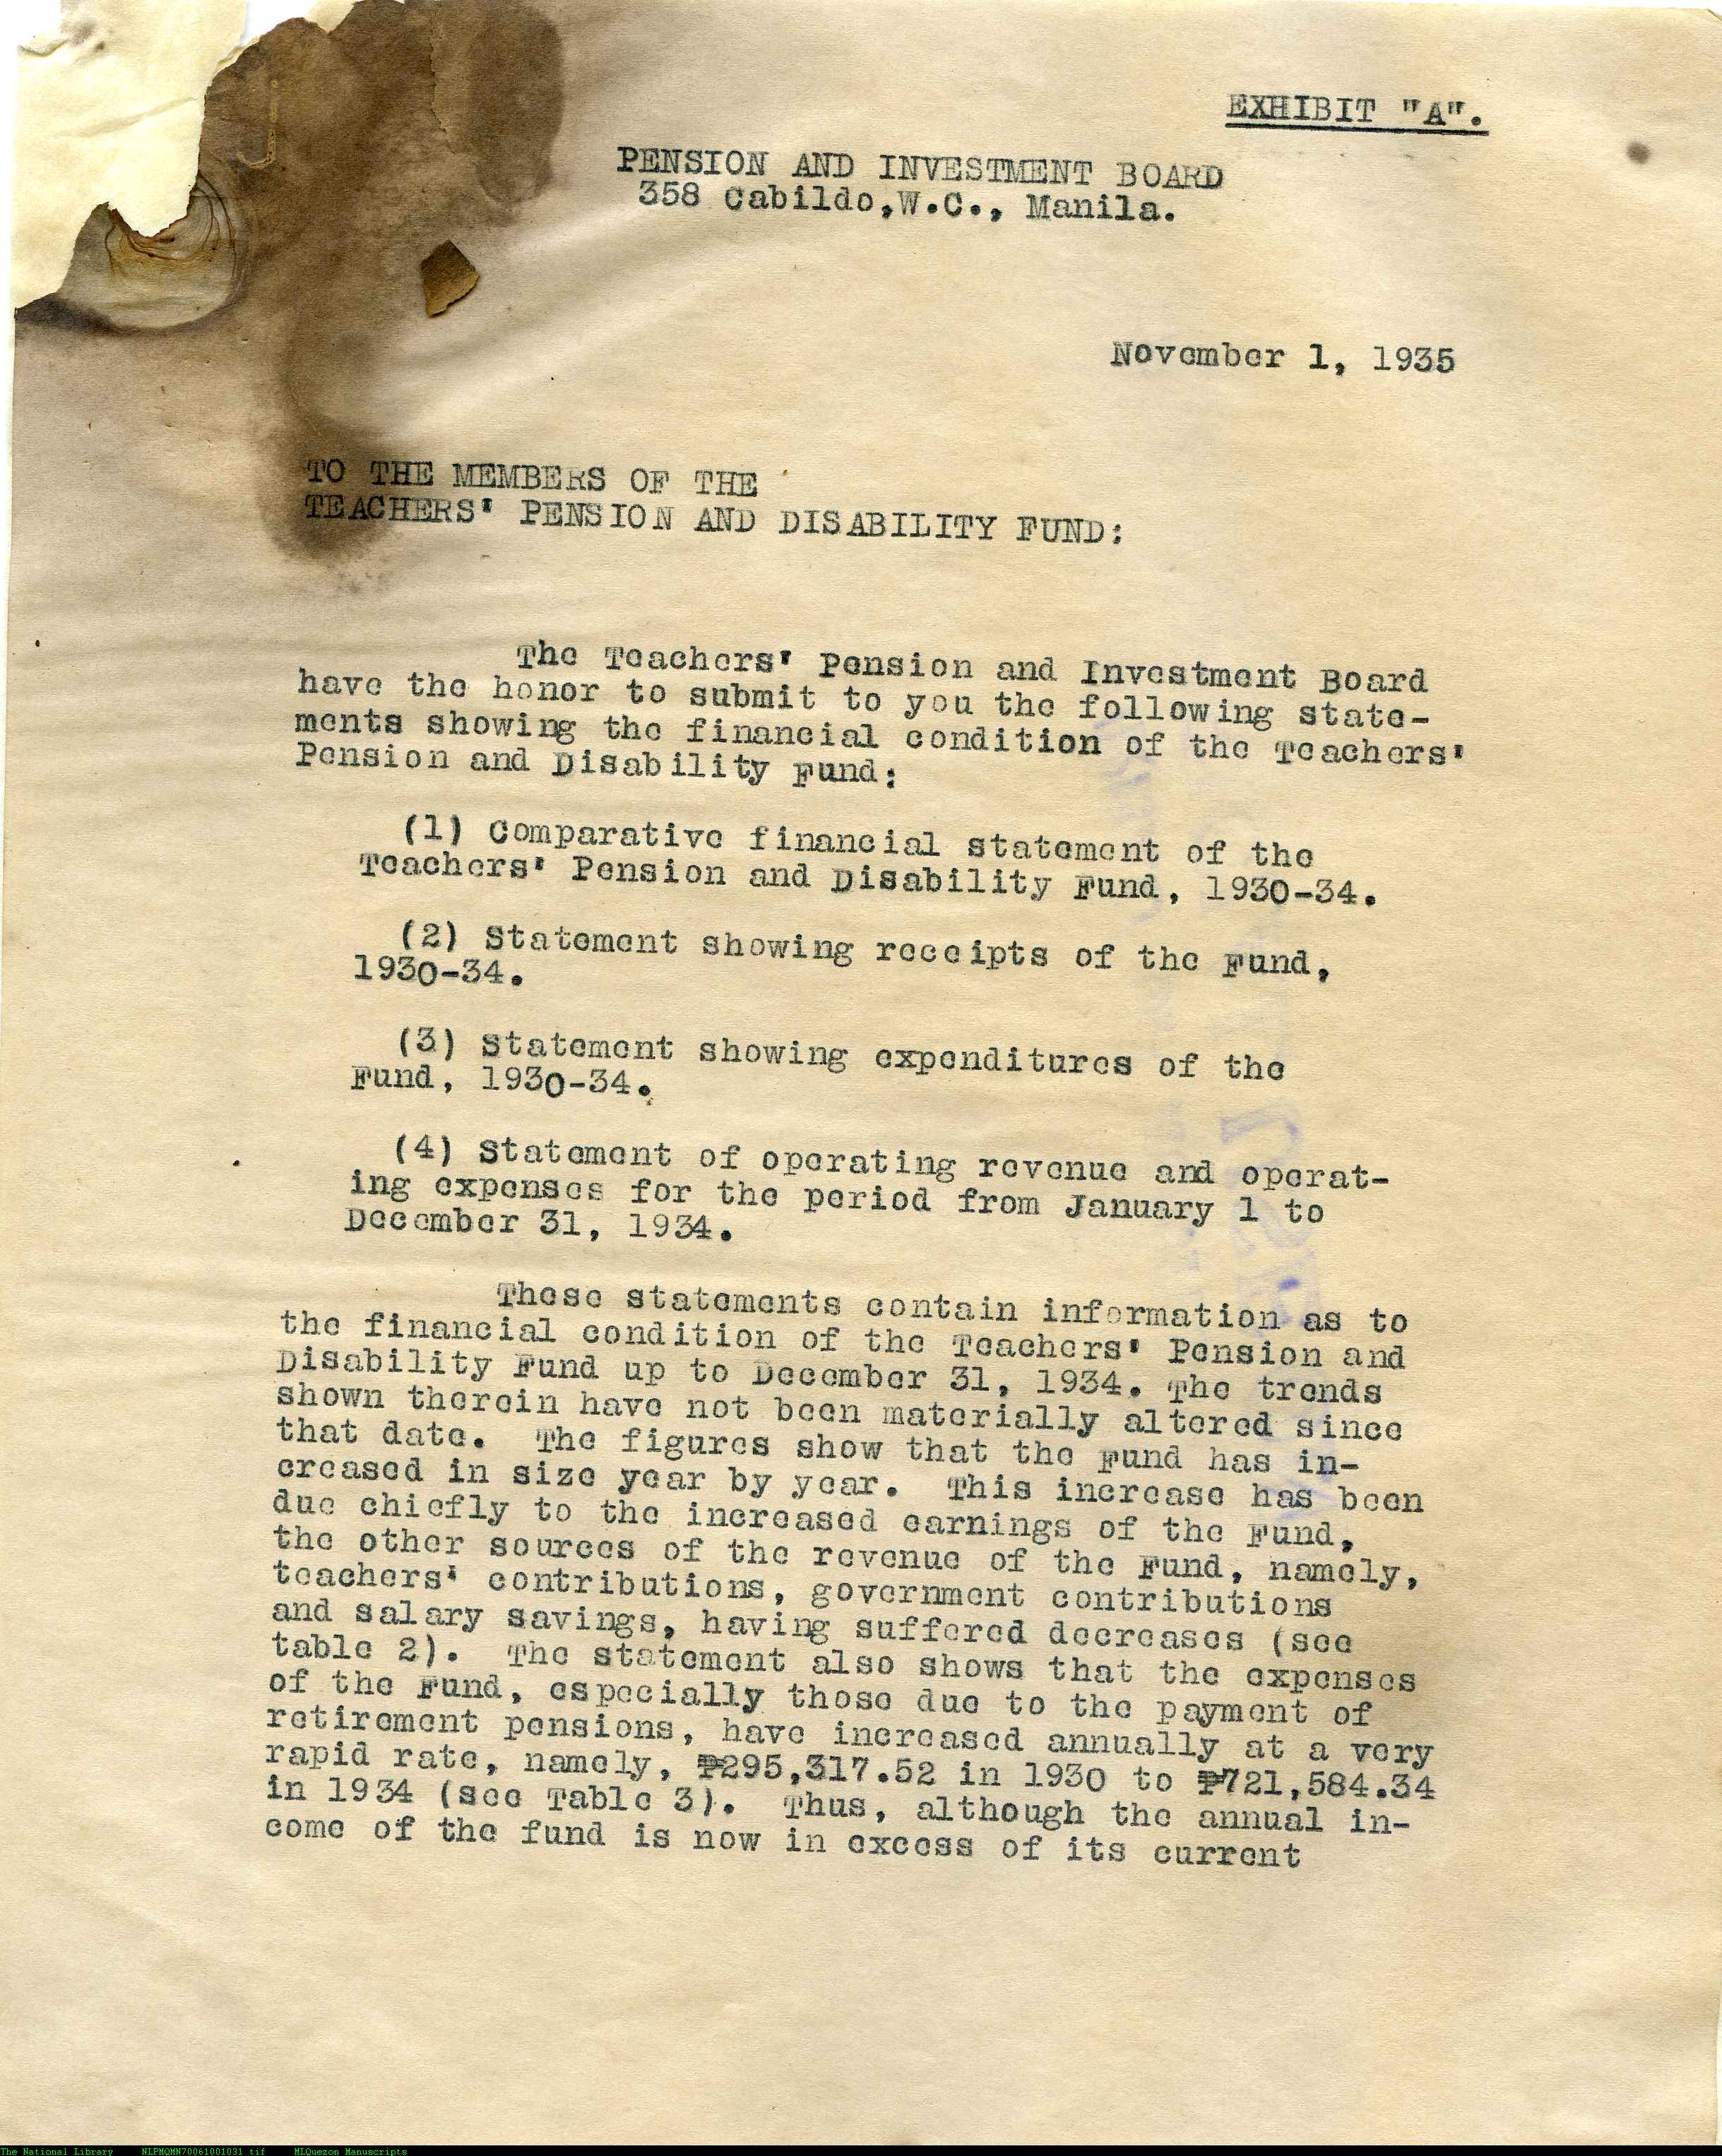 EXHIBIT "A".
PENSION AND INVESTMENT BOARD
358 Cabildo,W.C., Manila.
November 1, 1935
TO THE MEMBERS OF THE
TEACHERS' PENSION AND DISABILITY FUND:
The Teachers' Pension and Investment Board
have the honor to submit to you the following state-
ments showing the financial condition of the Teachers'
Pension and Disability Fund:
(1) Comparative financial statement of the
Teachers' Pension and Disability Fund, 1930-34.
(2) Statement showing receipts of the Fund,
1930-34.
(3) Statement showing expenditures of the
Fund, 1930-34.
(4) Statement of operating revenue and operat-
ing expenses for the period from January 1 to
December 31, 1934.
These statements contain information as to
the financial condition of the Teachers' Pension and
Disability Fund up to December 31, 1934. The trends
shown therein have not been materially altered since
that date. The figures show that the Fund has in-
creased in size year by year. This increase has been
due chiefly to the increased earnings of the Fund,
the other sources of the revenue of the Fund, namely,
teachers' contributions, government contributions
and salary savings, having suffered decreases (see
table 2). The statement also shows that the expenses
of the Fund, especially those due to the payment of
retirement pensions, have increased annually at a very
rapid rate, namely, ₱295,317.52 in 1930 to ₱721,584.34
in 1934 (see Table 3). Thus, although the annual in-
come of the fund is now in excess of its current
The National Library NLPMQMN70061001031.tif MLQuezon Manuscripts